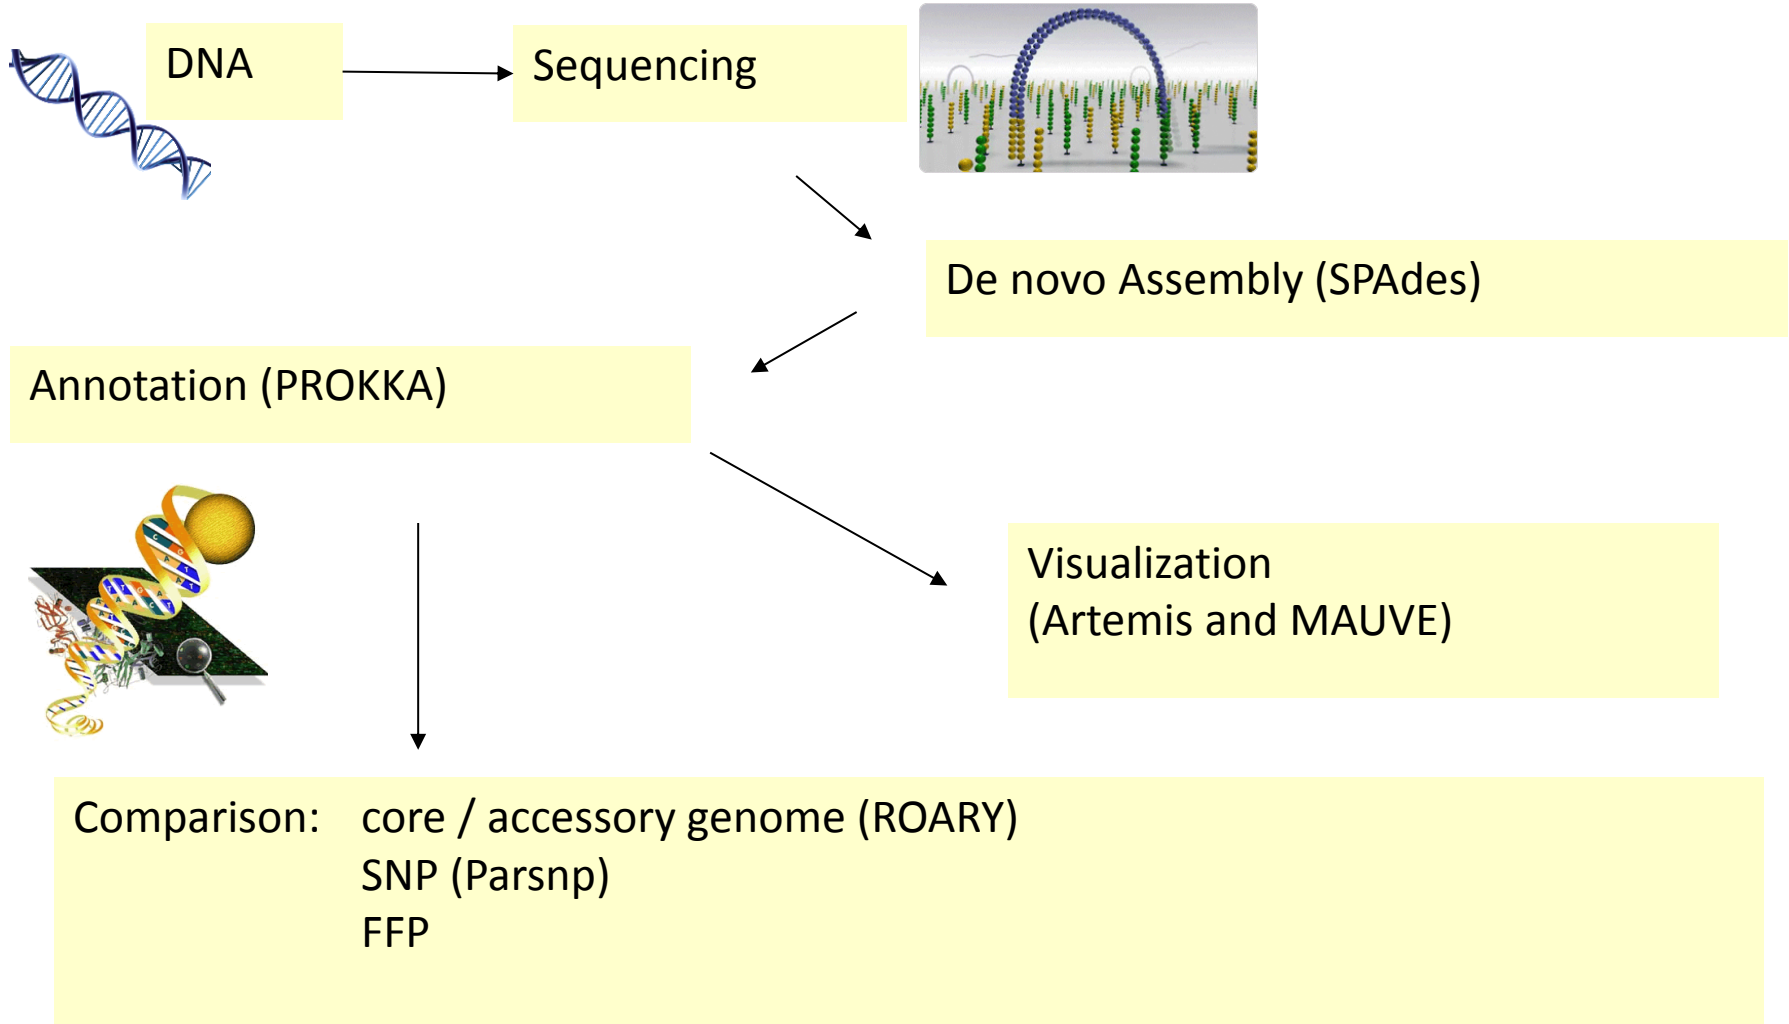 DNA
Sequencing
De novo Assembly (SPAdes)
Annotation (PROKKA)
Visualization
(Artemis and MAUVE)
Comparison: core / accessory genome (ROARY)
SNP (Parsnp)
FFP